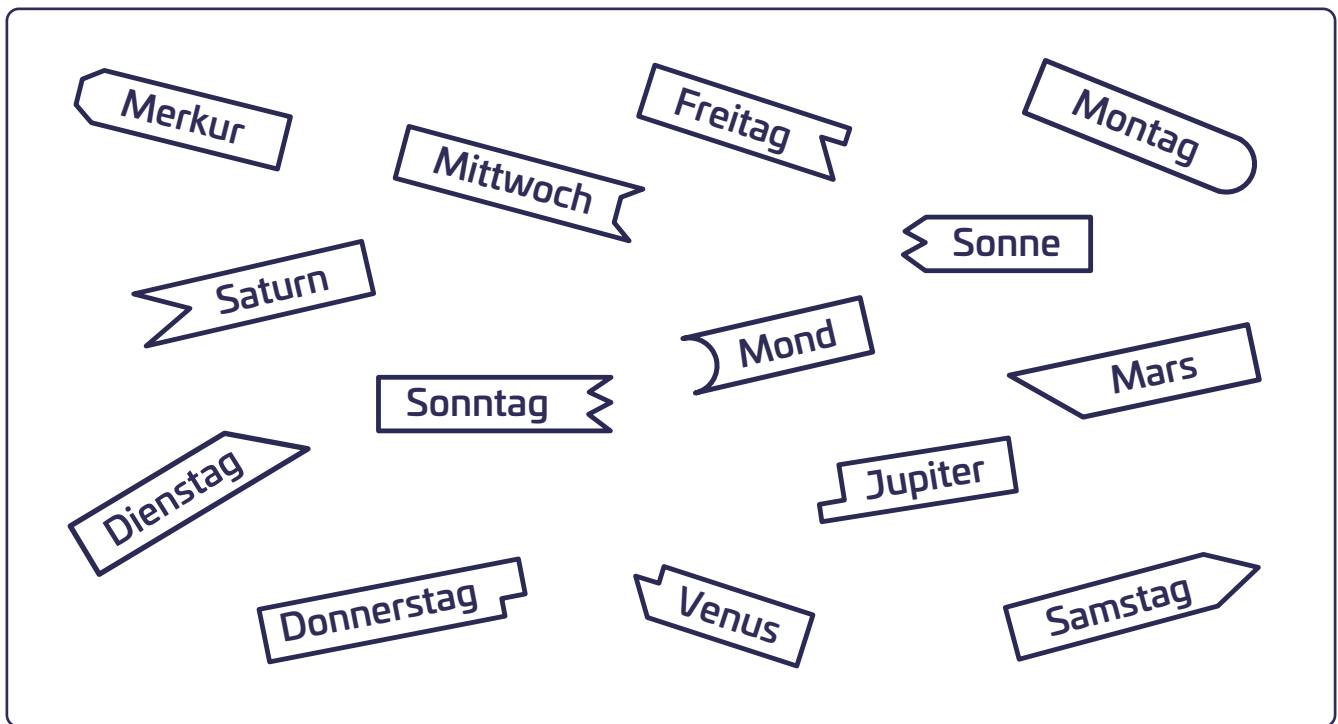 Merkur
Mittwoch
Freitag
Montag
Saturn
Sonne
Mond
Mars
Sonntag
Dienstag
Jupiter
Donnerstag
Venus
Samstag